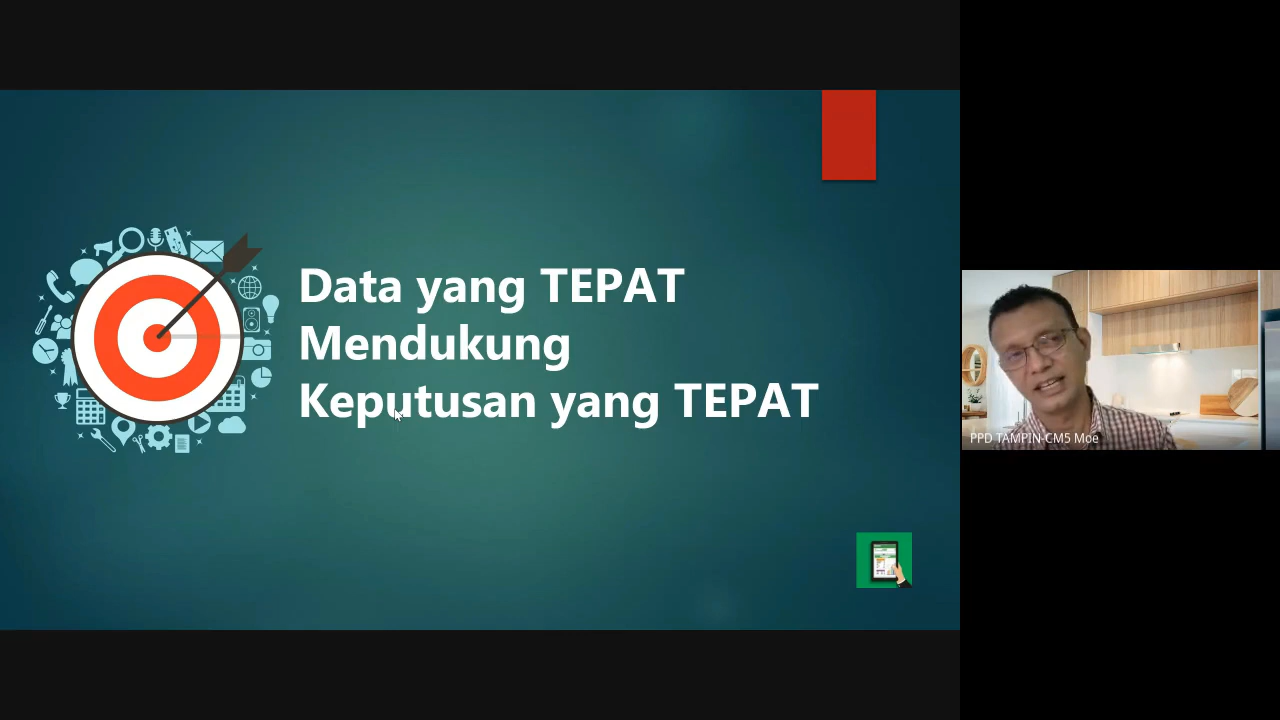 Data yang TEPAT
Mendukung
Keputusan yang TEPAT
PPD TAMPIN-CM5 Moe